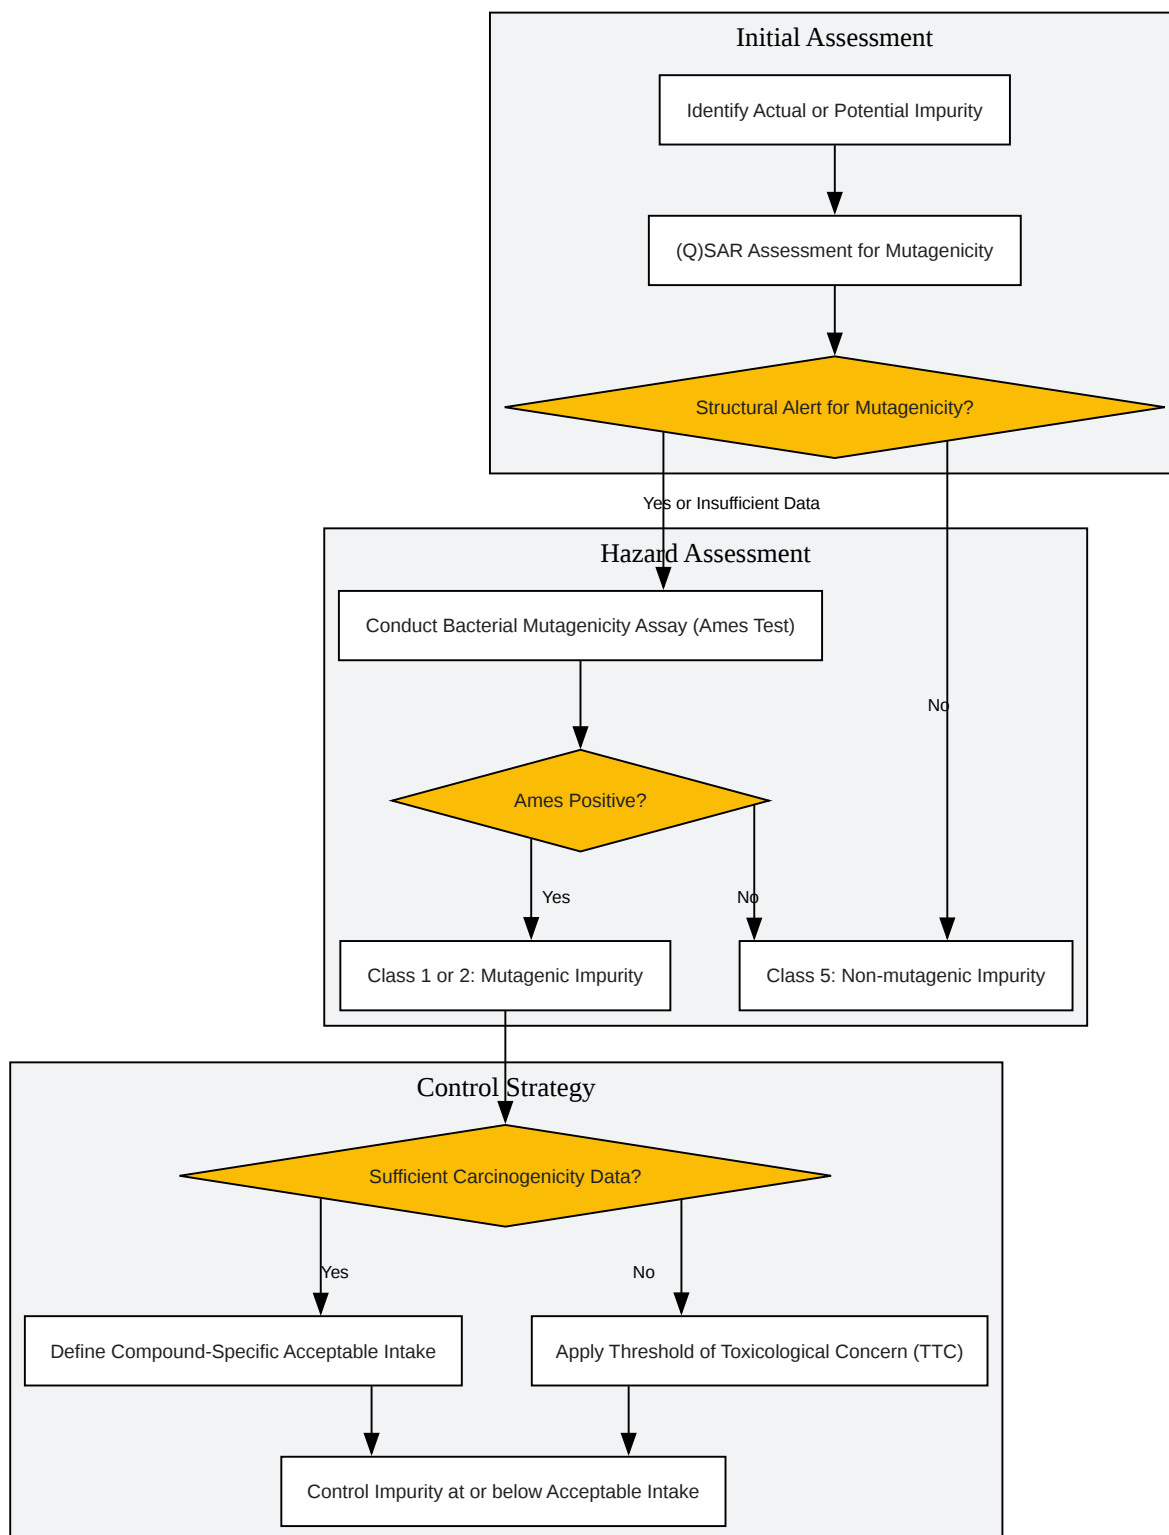 Initial Assessment
Identify Actual or Potential Impurity
(Q)SAR Assessment for Mutagenicity
Structural Alert for Mutagenicity?
Yes or Insufficient Data
Hazard Assessment
Conduct Bacterial Mutagenicity Assay (Ames Test)
No
Ames Positive?
Yes
No
Class 1 or 2: Mutagenic Impurity
Class 5: Non-mutagenic Impurity
Control Strategy
Sufficient Carcinogenicity Data?
Yes
No
Define Compound-Specific Acceptable Intake
Apply Threshold of Toxicological Concern (TTC)
Control Impurity at or below Acceptable Intake